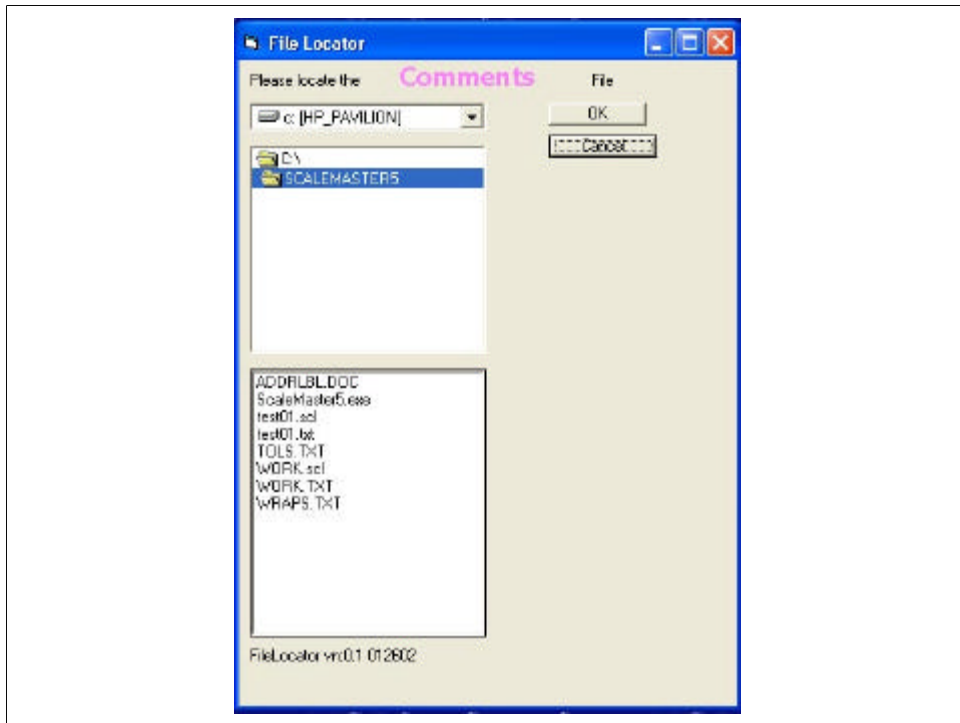 File Locator
Please locate the Comments File
c: [HP_PAVILION]
OK
Cancel
C:\
SCALEMASTER5
ADDRLBL.DOC
ScaleMaster5.exe
test01.scl
test01.txt
TOLS.TXT
WORK.scl
WORK.TXT
WRAPS.TXT
FileLocator vr:0.1 012602